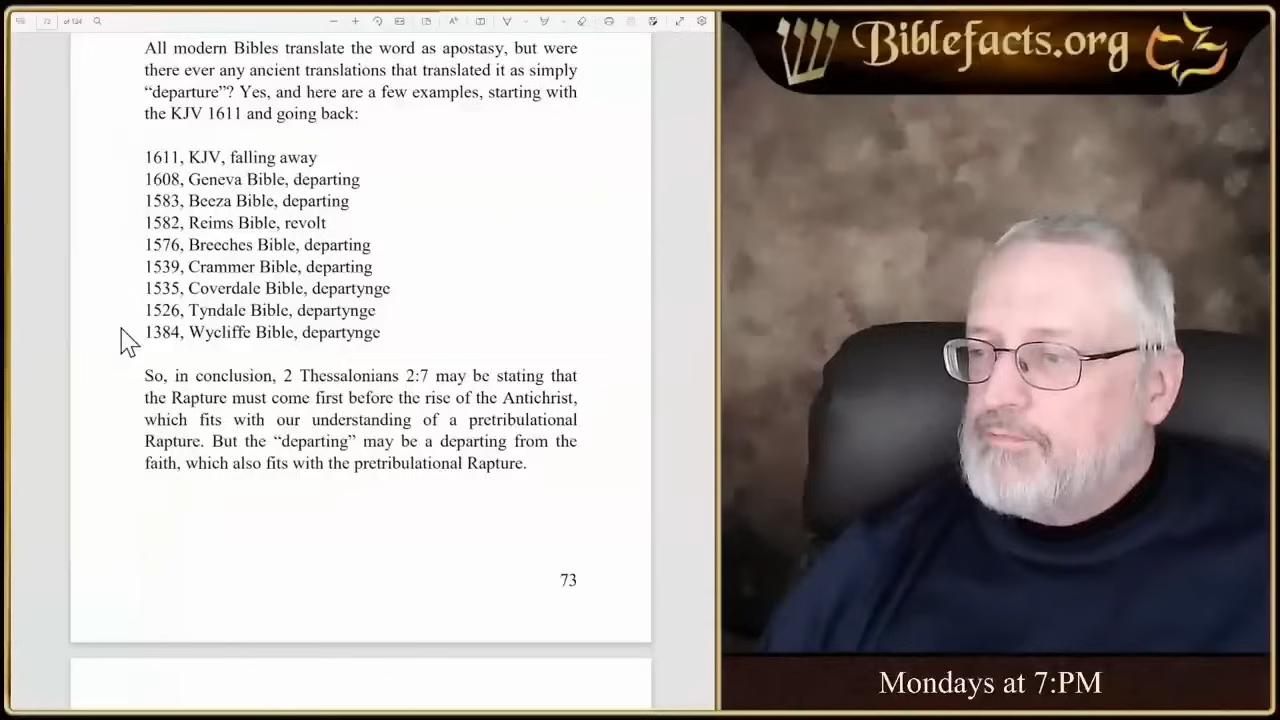 72 of 134
All modern Bibles translate the word as apostasy, but were
there ever any ancient translations that translated it as simply
“departure”? Yes, and here are a few examples, starting with
the KJV 1611 and going back:
1611, KJV, falling away
1608, Geneva Bible, departing
1583, Beeza Bible, departing
1582, Reims Bible, revolt
1576, Breeches Bible, departing
1539, Crammer Bible, departing
1535, Coverdale Bible, departynge
1526, Tyndale Bible, departynge
1384, Wycliffe Bible, departynge
So, in conclusion, 2 Thessalonians 2:7 may be stating that
the Rapture must come first before the rise of the Antichrist,
which fits with our understanding of a pretribulational
Rapture. But the “departing” may be a departing from the
faith, which also fits with the pretribulational Rapture.
73
Biblefacts.org
Mondays at 7:PM